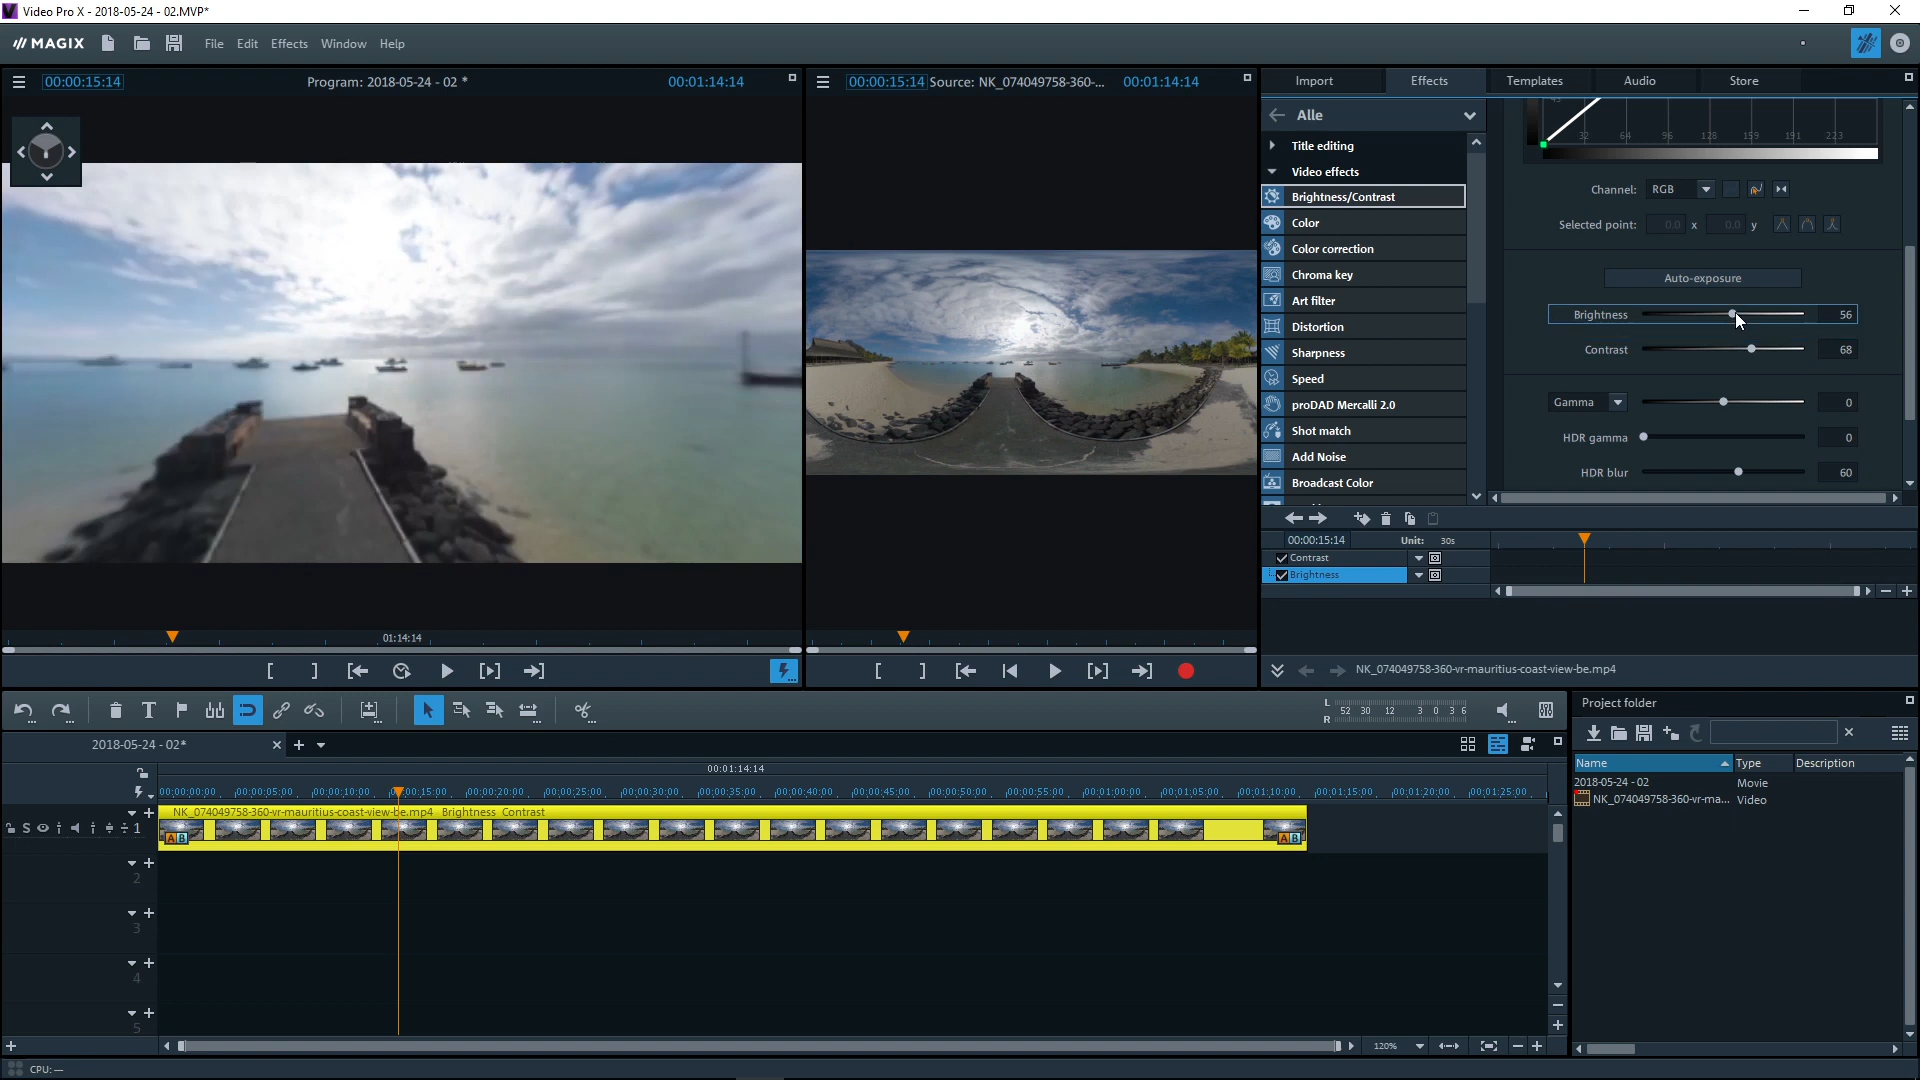 Video Pro X - 2018-05-24 - 02.MVP*
MAGIX File Edit Effects Window Help
00:00:15:14 Program: 2018-05-24 - 02 * 00:01:14:14
00:00:15:14 Source: NK_074049758-360-... 00:01:14:14
Import Effects Templates Audio Store
Alle
Title editing
Video effects
Brightness/Contrast
Color
Color correction
Chroma key
Art filter
Distortion
Sharpness
Speed
proDAD Mercalli 2.0
Shot match
Add Noise
Broadcast Color
32 64 96 128 159 191 223
Channel: RGB
Selected point: 0.0 x 0.0 y
Auto-exposure
Brightness 56
Contrast 68
Gamma 0
HDR gamma 0
HDR blur 60
00:00:15:14 Unit: 30s
Contrast
Brightness
01:14:14
NK_074049758-360-vr-mauritius-coast-view-be.mp4
L
R
52 30 12 3 0 3 6
2018-05-24 - 02*
00:01:14:14
00:00:00:00 00:00:05:00 00:00:10:00 00:00:15:00 00:00:20:00 00:00:25:00 00:00:30:00 00:00:35:00 00:00:40:00 00:00:45:00 00:00:50:00 00:00:55:00 00:01:00:00 00:01:05:00 00:01:10:00 00:01:15:00 00:01:20:00 00:01:25:00
NK_074049758-360-vr-mauritius-coast-view-be.mp4 Brightness Contrast
S 1
A B A B
2
3
4
5
120%
Project folder
Name Type Description
2018-05-24 - 02 Movie
NK_074049758-360-vr-ma... Video
CPU: —